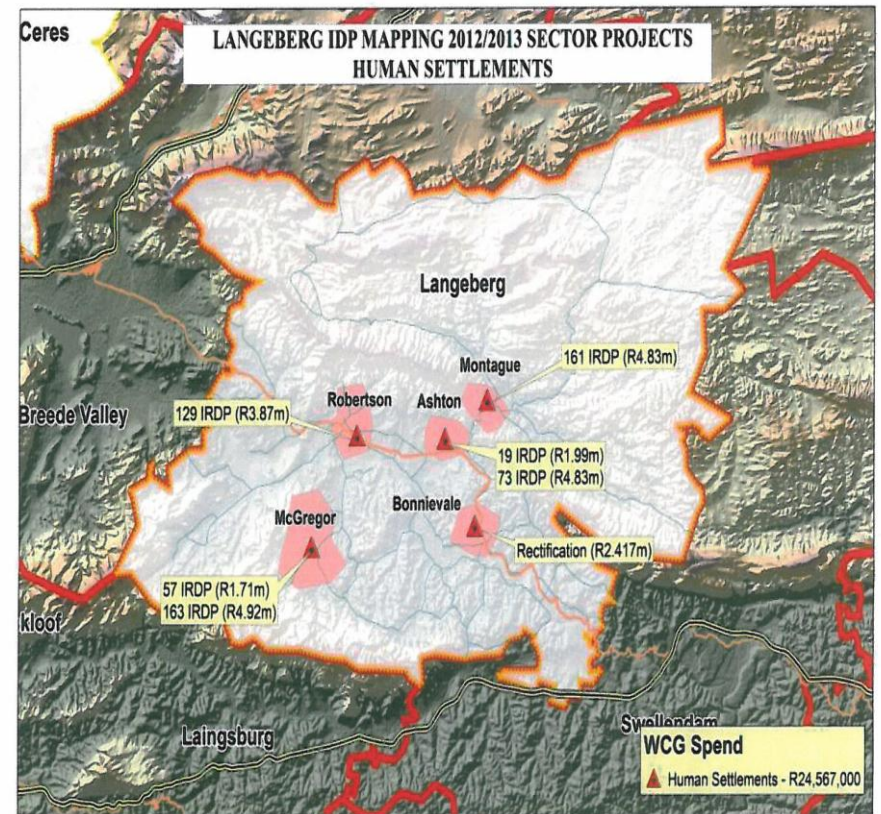 Ceres
LANGEBERG IDP MAPPING 2012/2013 SECTOR PROJECTS
HUMAN SETTLEMENTS
Langeberg
Montague
161 IRDP (R4.83m)
Robertson
Ashton
129 IRDP (R3.87m)
Breede Valley
19 IRDP (R1.99m)
73 IRDP (R4.83m)
Bonnievale
McGregor
Rectification (R2.417m)
57 IRDP (R1.71m)
163 IRDP (R4.92m)
kloof
Laingsburg
Swellendam
WCG Spend
Human Settlements - R24,567,000